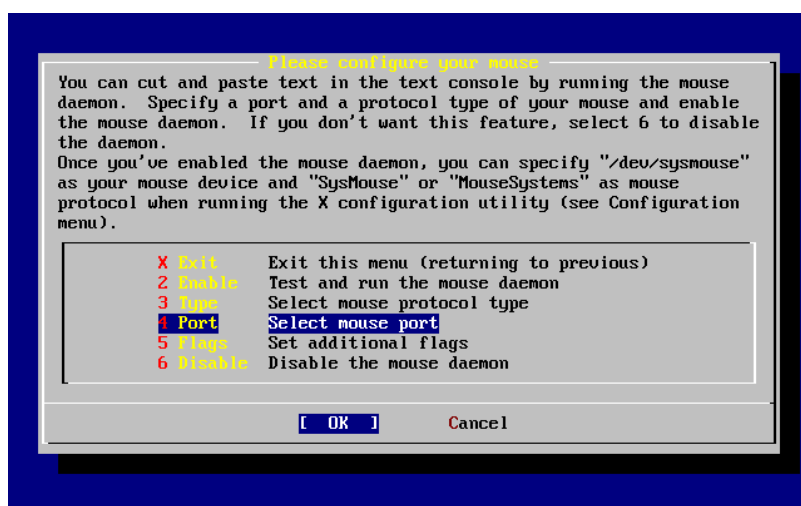 Please configure your mouse
You can cut and paste text in the text console by running the mouse
daemon.  Specify a port and a protocol type of your mouse and enable
the mouse daemon.  If you don't want this feature, select 6 to disable
the daemon.
Once you've enabled the mouse daemon, you can specify "/dev/sysmouse"
as your mouse device and "SysMouse" or "MouseSystems" as mouse
protocol when running the X configuration utility (see Configuration
menu).
X Exit Exit this menu (returning to previous)
2 Enable Test and run the mouse daemon
3 Type Select mouse protocol type
4 Port Select mouse port
5 Flags Set additional flags
6 Disable Disable the mouse daemon
[ OK ] Cancel